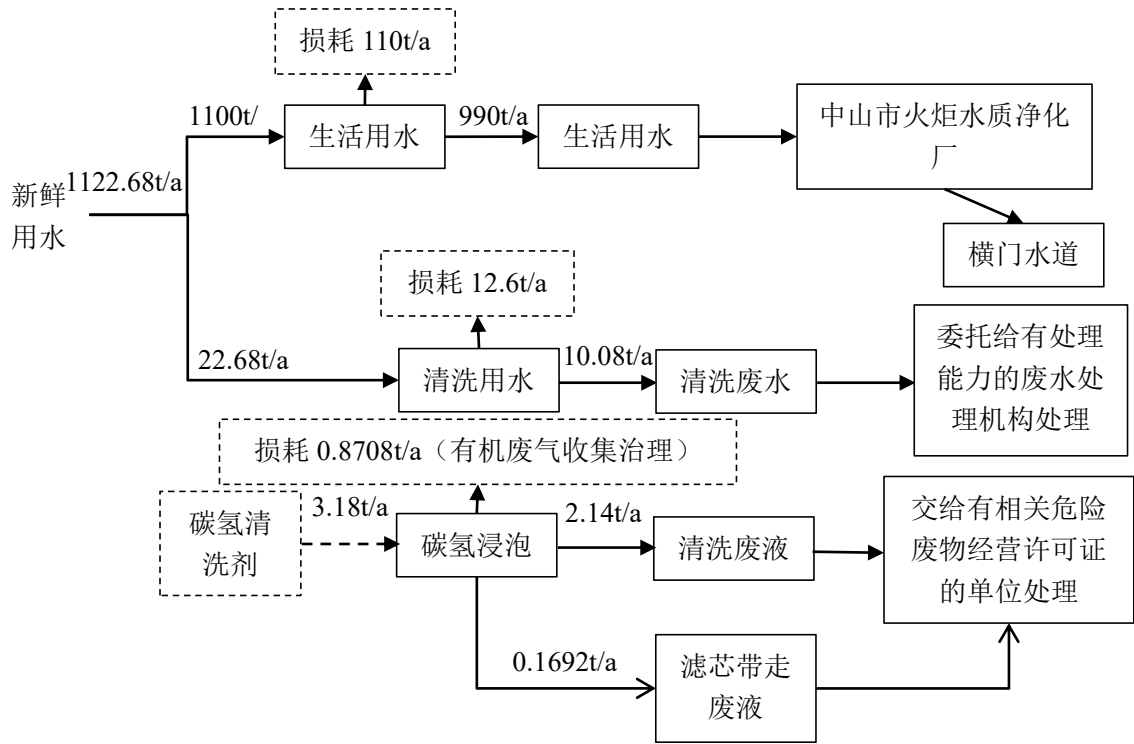 损耗 110t/a
1100t/
生活用水
990t/a
生活用水
中山市火炬水质净化
厂
新鲜
用水
1122.68t/a
横门水道
损耗 12.6t/a
22.68t/a
清洗用水
10.08t/a
清洗废水
委托给有处理
能力的废水处
理机构处理
损耗 0.8708t/a（有机废气收集治理）
碳氢清
洗剂
3.18t/a
碳氢浸泡
2.14t/a
清洗废液
交给有相关危险
废物经营许可证
的单位处理
0.1692t/a
滤芯带走
废液